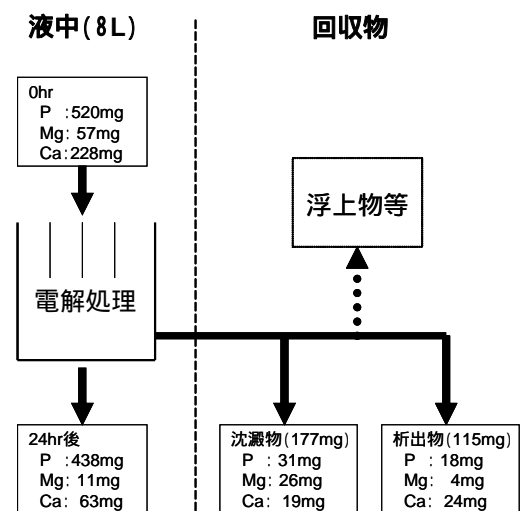 液中(8L)
回収物
0hr
P :520mg
Mg: 57mg
Ca:228mg
浮上物等
電解処理
24hr後
P :438mg
Mg: 11mg
Ca: 63mg
沈澱物(177mg)
P : 31mg
Mg: 26mg
Ca: 19mg
析出物(115mg)
P : 18mg
Mg: 4mg
Ca: 24mg